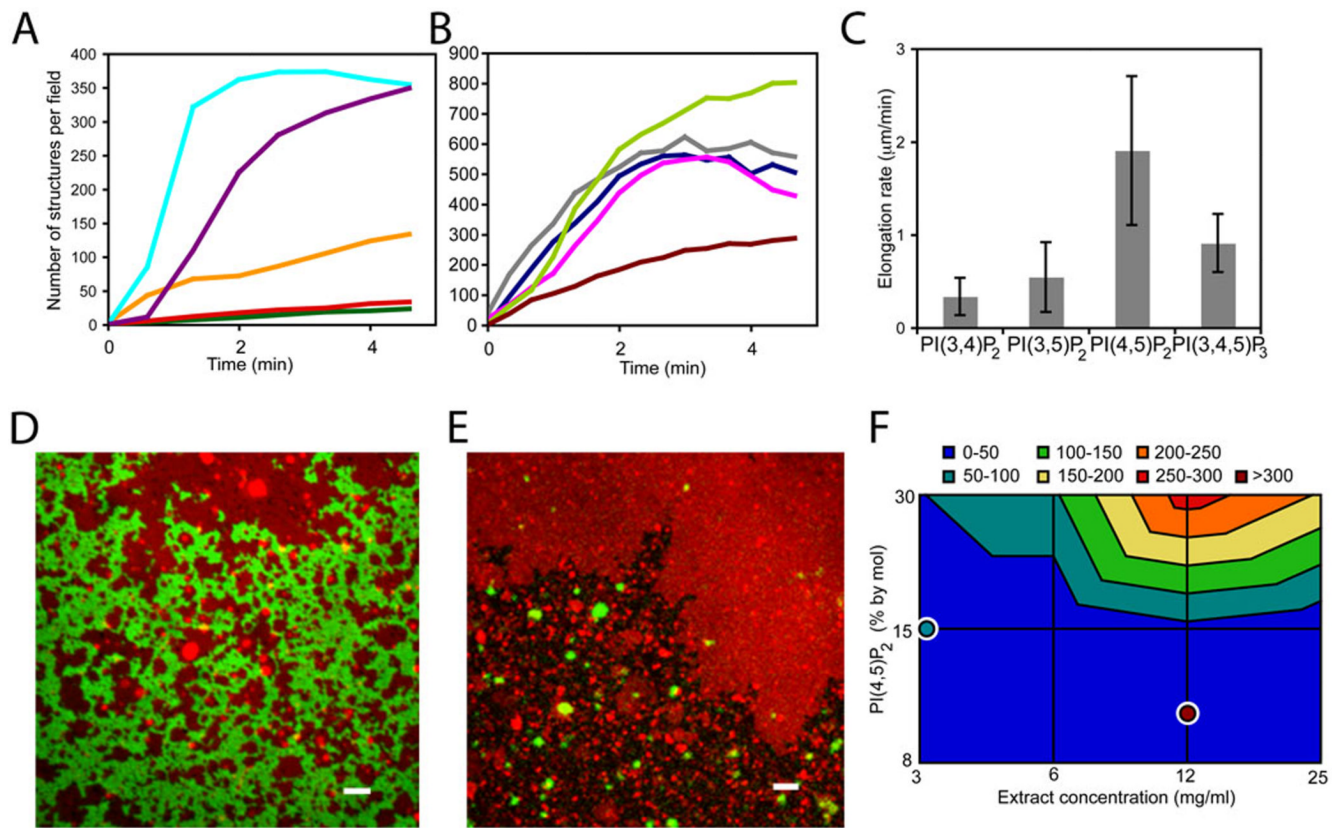 A
B
C
Number of structures per field
400
350
300
250
200
150
100
50
0
0
2
4
Time (min)
900
800
700
600
500
400
300
200
100
0
0
2
4
Time (min)
Elongation rate (μm/min)
3
2
1
0
PI(3,4)P2
PI(3,5)P2
PI(4,5)P2
PI(3,4,5)P3
D
E
F
0-50
100-150
200-250
50-100
150-200
250-300
>300
PI(4,5)P2 (% by mol)
30
15
8
3
6
12
25
Extract concentration (mg/ml)